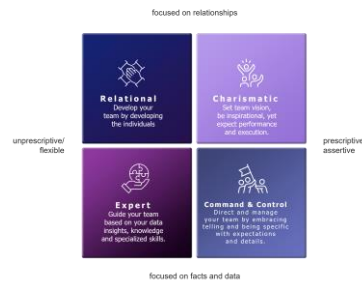 focused on relationships
Relational
Develop your
team by developing
the individuals
Charismatic
Set team vision,
be inspirational, yet
expect performance
and execution.
unprescriptive/
flexible
prescriptive
assertive
Expert
Guide your team
based on your data
insights, knowledge
and specialized skills.
Command & Control
Direct and manage
your team by embracing
telling and being specific
with expectations
and details.
focused on facts and data